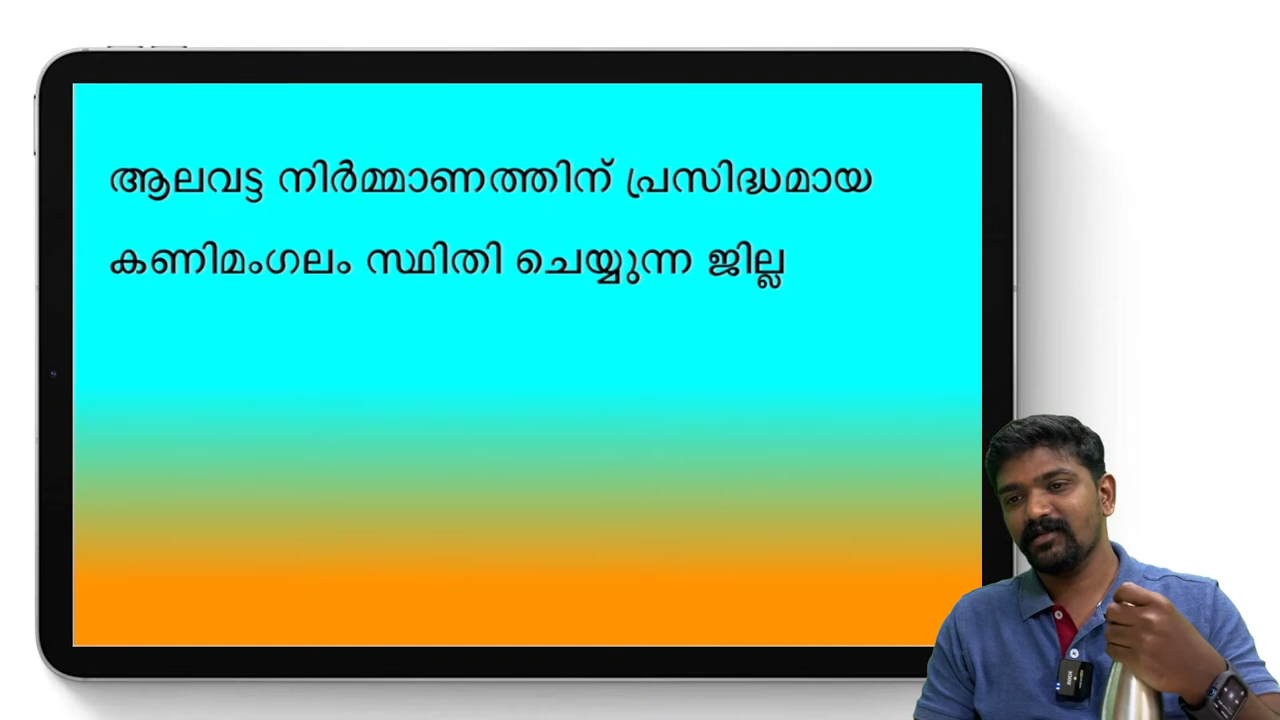 ആലവട്ട നിർമ്മാണത്തിന് പ്രസിദ്ധമായ
കണിമംഗലം സ്ഥിതി ചെയ്യുന്ന ജില്ല